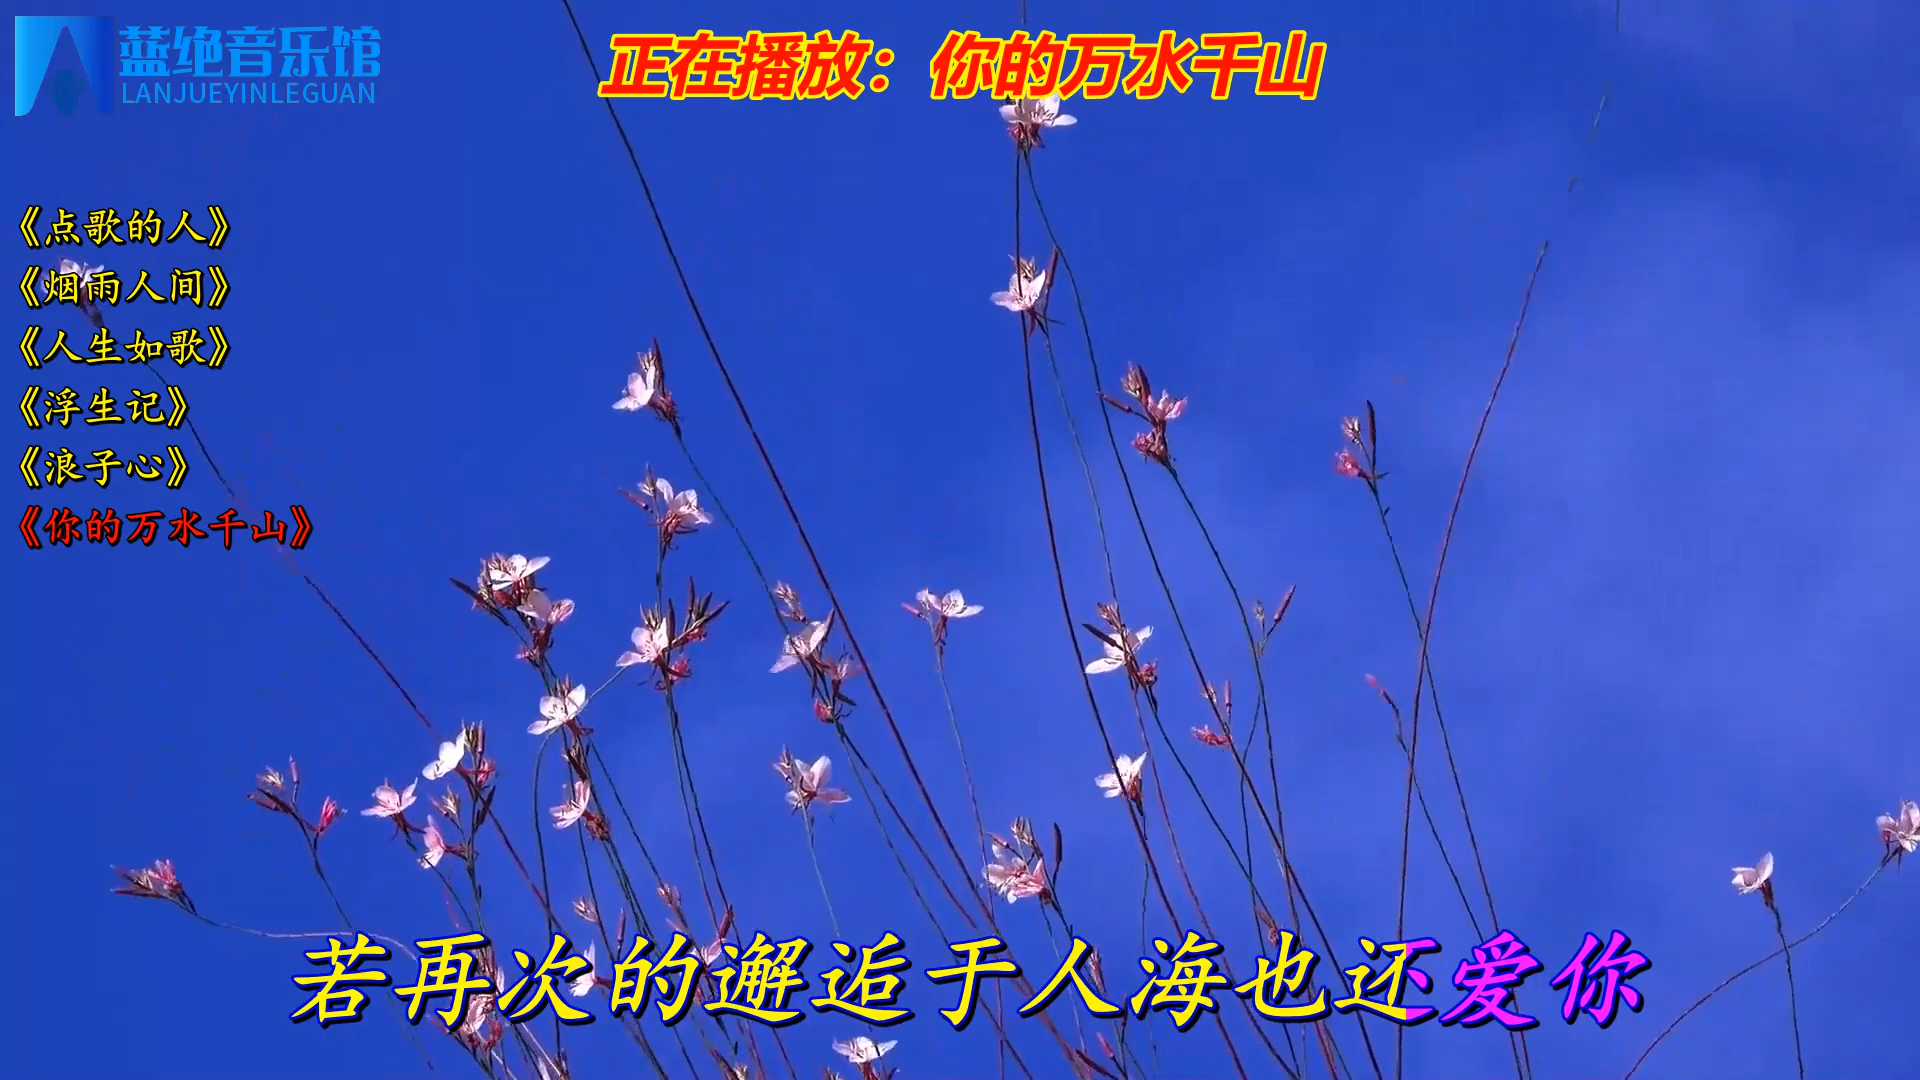 蓝绝音乐馆
LANJUEYINLEGUAN
正在播放：你的万水千山
《点歌的人》
《烟雨人间》
《人生如歌》
《浮生记》
《浪子心》
《你的万水千山》
若再次的邂逅于人海也还爱你